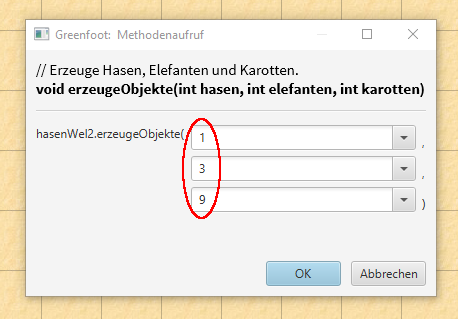 Greenfoot: Methodenaufruf
// Erzeuge Hasen, Elefanten und Karotten.
void erzeugeObjekte(int hasen, int elefanten, int karotten)
hasenWel2.erzeugeObjekte( 1 ,
3 ,
9 )
OK Abbrechen